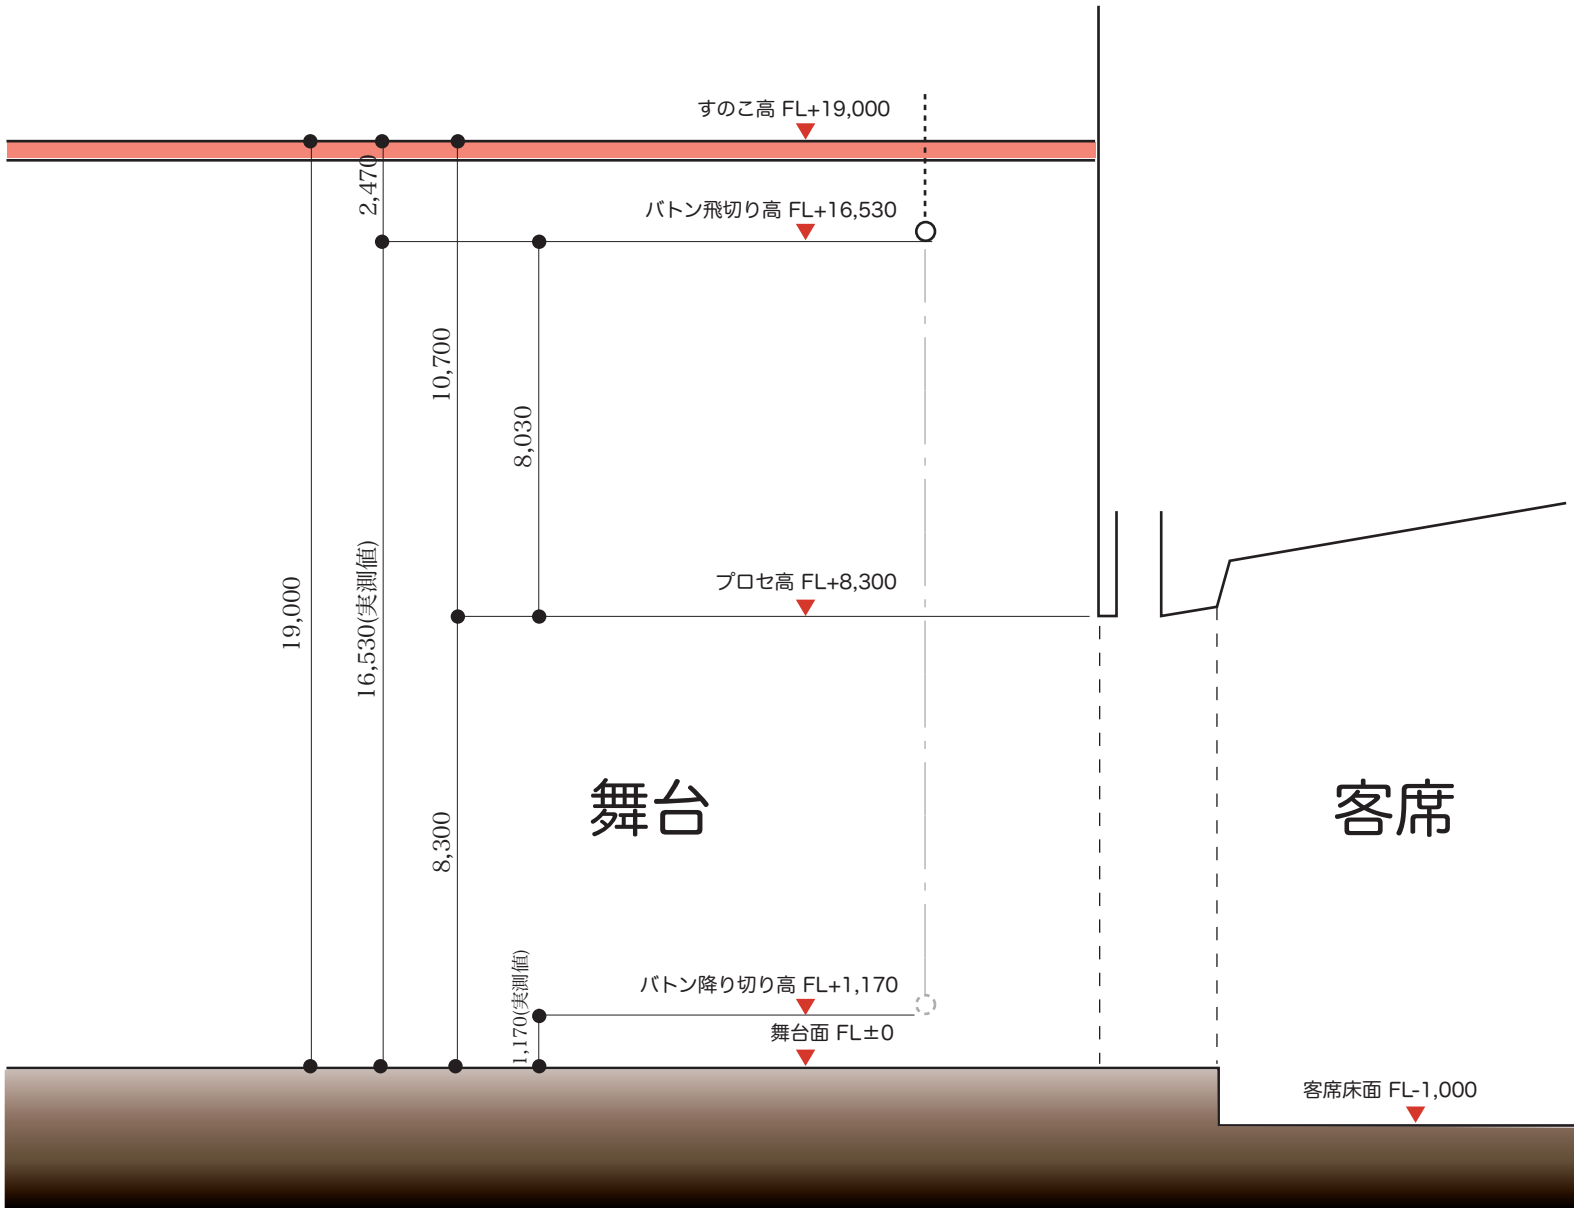 すのこ高 FL+19,000
2,470
バトン飛切り高 FL+16,530
10,700
8,030
16,530(実測値)
19,000
プロセ高 FL+8,300
舞台
客席
8,300
1,170(実測値)
バトン降り切り高 FL+1,170
舞台面 FL±0
客席床面 FL-1,000